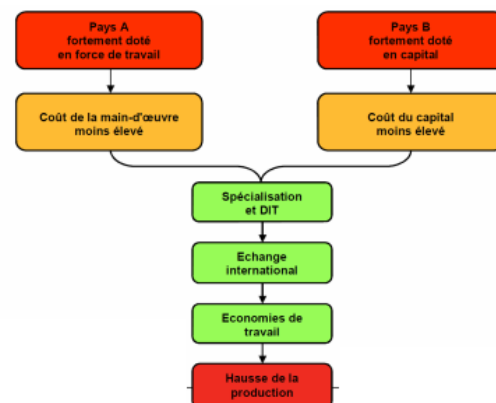 Pays A
fortement doté
en force de travail
Pays B
fortement doté
en capital
Coût de la main-d'œuvre
moins élevé
Coût du capital
moins élevé
Spécialisation
et DIT
Echange
international
Economies de
travail
Hausse de la
production